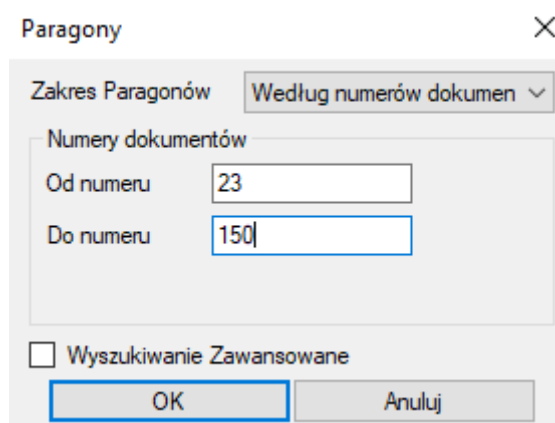 Paragony
Zakres Paragonów Według numerów dokumen
Numery dokumentów
Od numeru 23
Do numeru 150
Wyszukiwanie Zawansowane
OK Anuluj